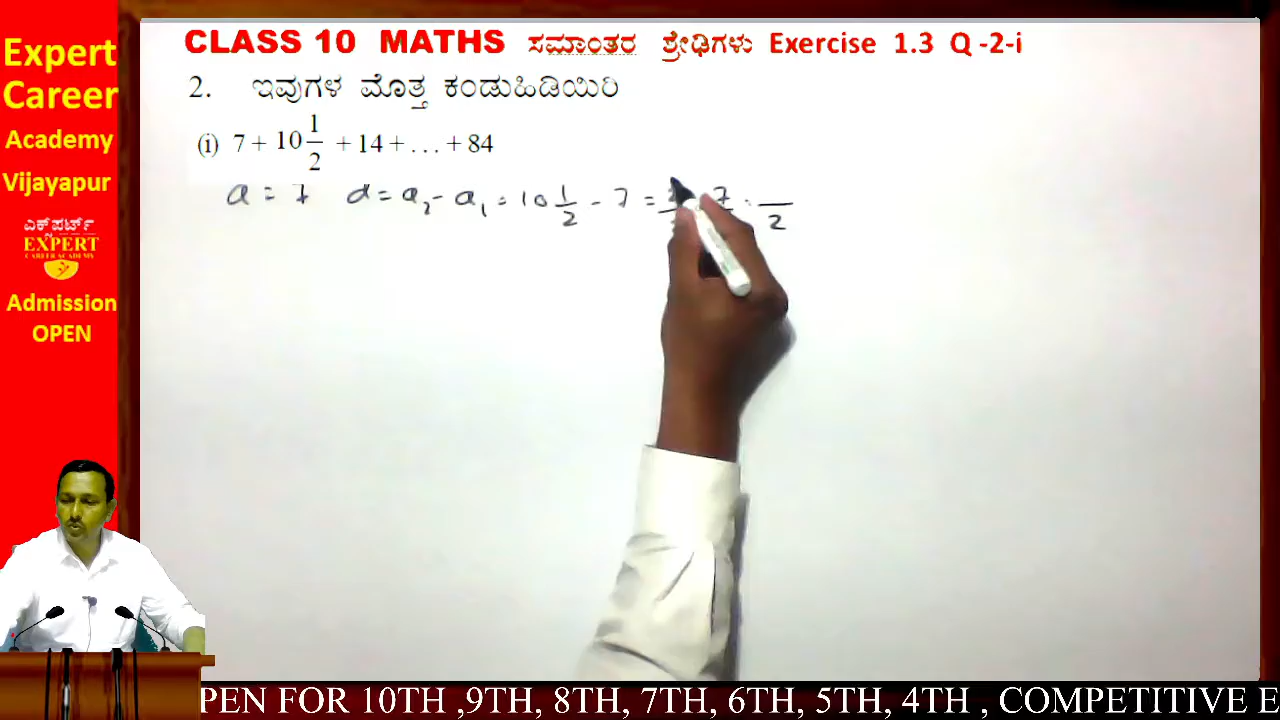 Expert
Career
Academy
Vijayapur
ಎಕ್ಸ್‌ಪರ್ಟ್
EXPERT
CAREER ACADEMY
Admission
OPEN
CLASS 10 MATHS ಸಮಾಂತರ ಶ್ರೇಢಿಗಳು Exercise 1.3 Q -2-i
2. ಇವುಗಳ ಮೊತ್ತ ಕಂಡುಹಿಡಿಯಿರಿ
(i) 7 + 10 1/2 + 14 + ... + 84
a = 7 d = a₂ - a₁ = 10 1/2 - 7 =
PEN FOR 10TH ,9TH, 8TH, 7TH, 6TH, 5TH, 4TH , COMPETITIVE E